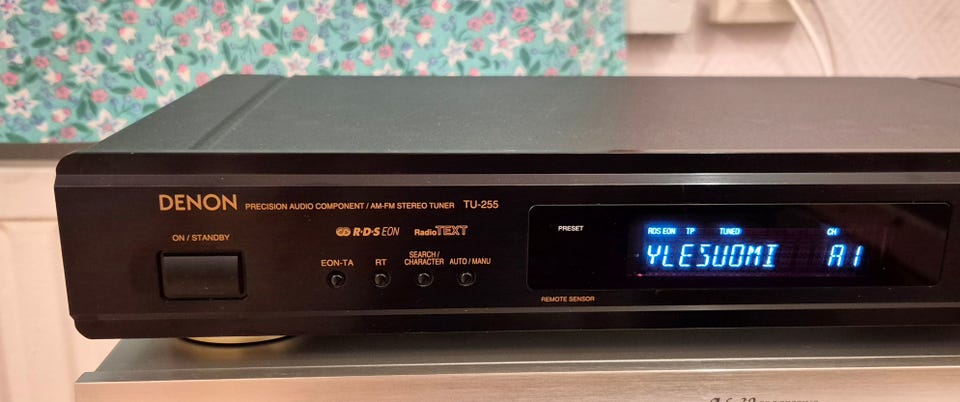 DENON PRECISION AUDIO COMPONENT / AM-FM STEREO TUNER TU-255
ON / STANDBY
R·D·S EON RadioTEXT
EON-TA RT SEARCH / CHARACTER AUTO / MANU
PRESET
RDS EON TP TUNED CH
YLESUOMI A1
REMOTE SENSOR